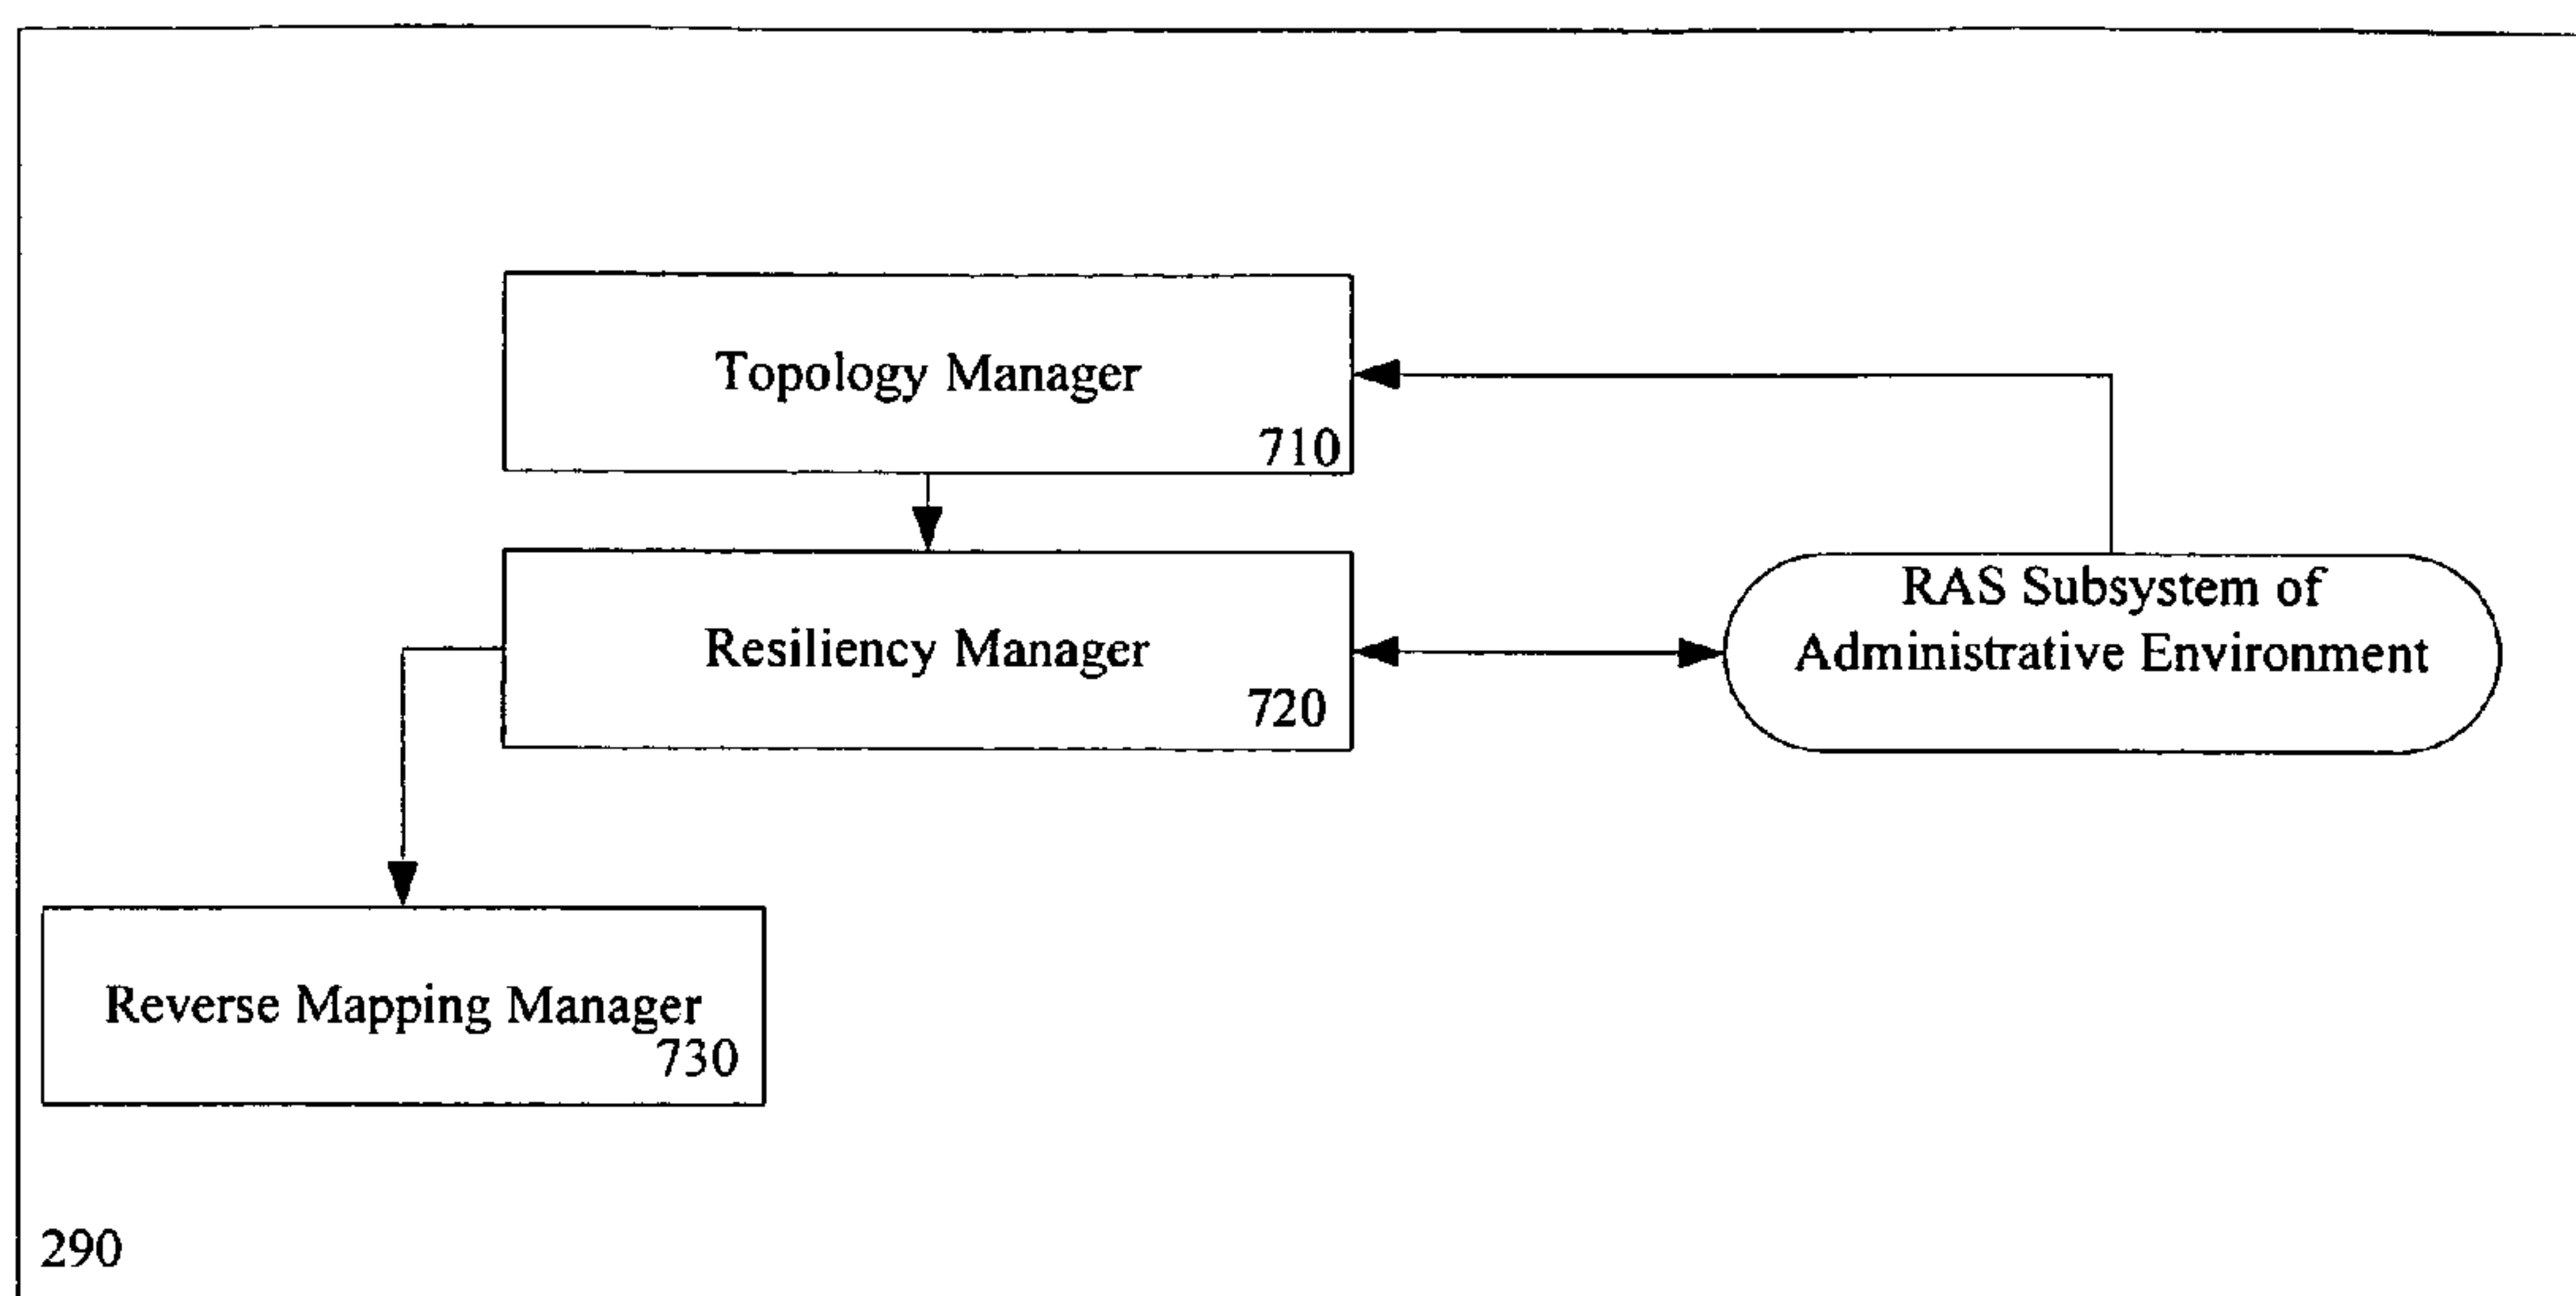 Topology Manager
710
Resiliency Manager
720
RAS Subsystem of
Administrative Environment
Reverse Mapping Manager
730
290